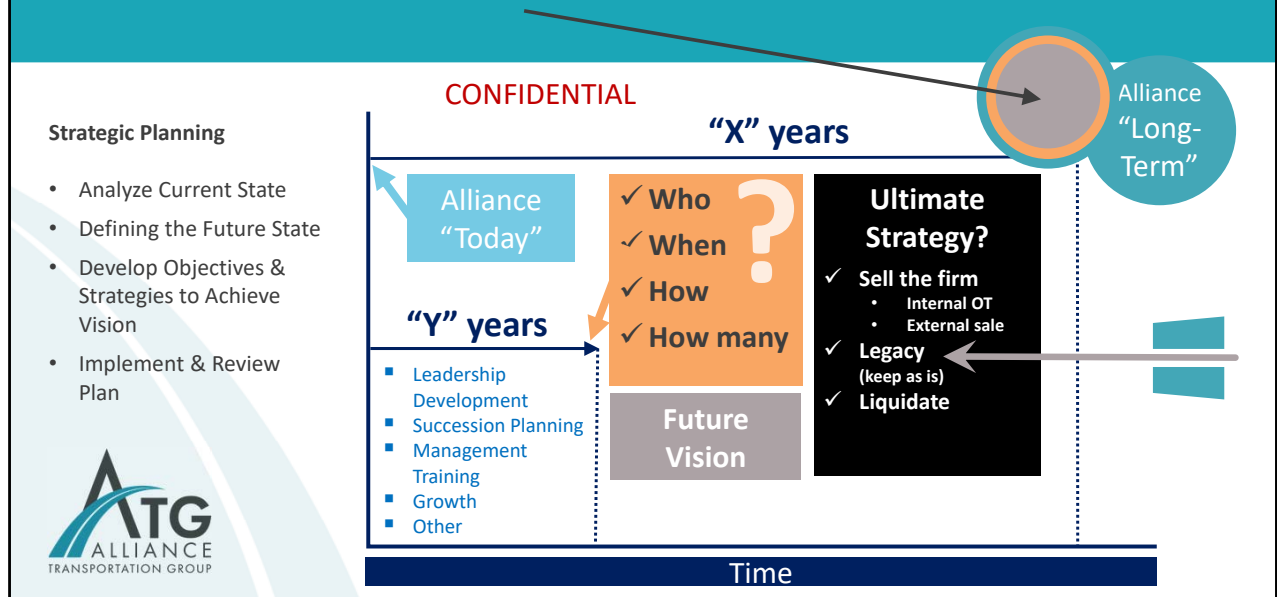 CONFIDENTIAL
Strategic Planning
• Analyze Current State
• Defining the Future State
• Develop Objectives &
Strategies to Achieve
Vision
• Implement & Review
Plan
ATG
ALLIANCE
TRANSPORTATION GROUP
“X” years
Alliance
“Long-
Term”
Alliance
“Today”
“Y” years
▪ Leadership
Development
▪ Succession Planning
▪ Management
Training
▪ Growth
▪ Other
?
✓ Who
✓ When
✓ How
✓ How many
Future
Vision
Ultimate
Strategy?
✓ Sell the firm
• Internal OT
• External sale
✓ Legacy
(keep as is)
✓ Liquidate
Time